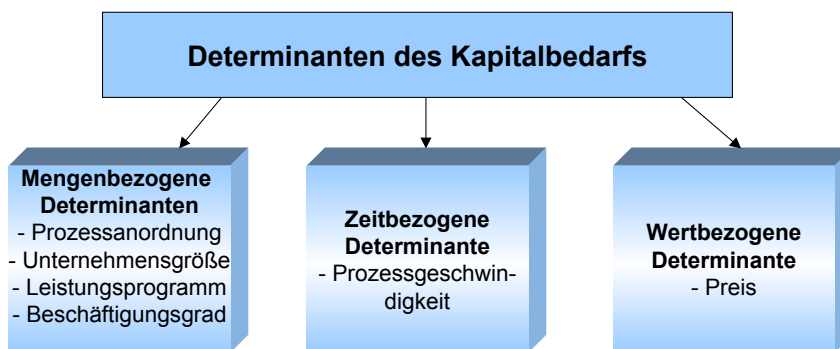 Determinanten des Kapitalbedarfs
Mengenbezogene
Determinanten
- Prozessanordnung
- Unternehmensgröße
- Leistungsprogramm
- Beschäftigungsgrad
Zeitbezogene
Determinante
- Prozessgeschwin-
digkeit
Wertbezogene
Determinante
- Preis